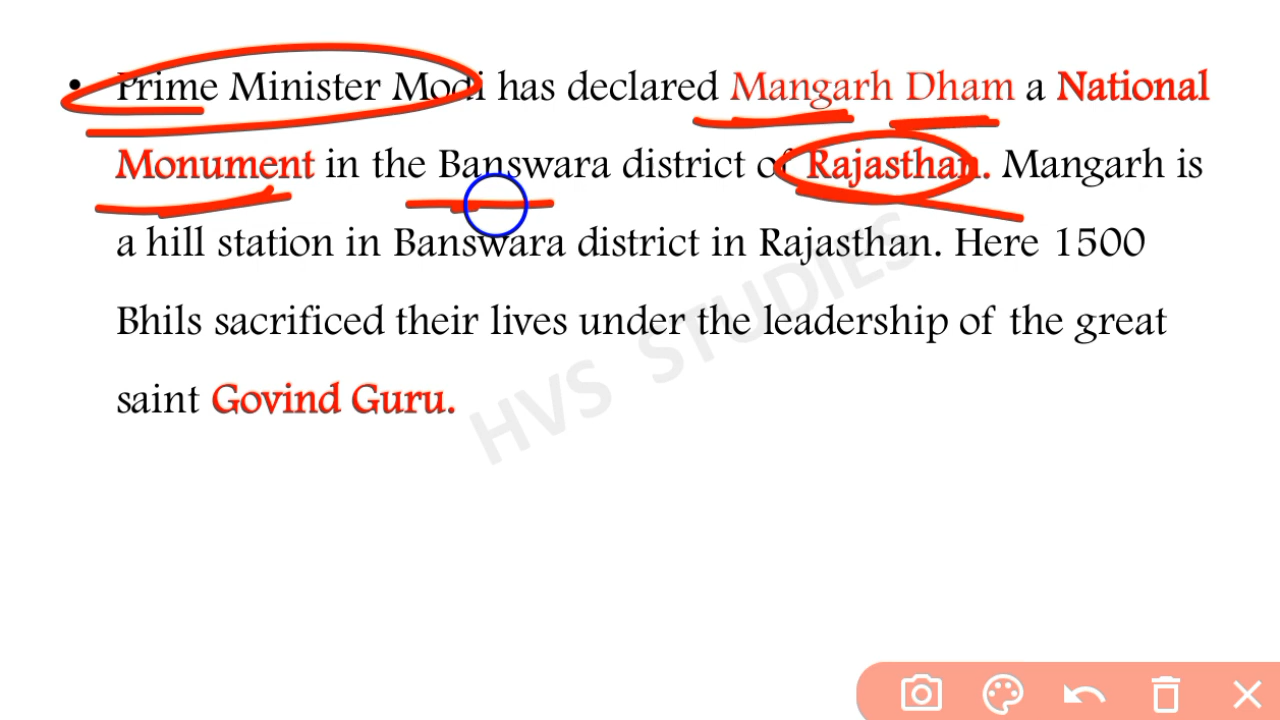 • Prime Minister Modi has declared Mangarh Dham a National
Monument in the Banswara district of Rajasthan. Mangarh is
a hill station in Banswara district in Rajasthan. Here 1500
Bhils sacrificed their lives under the leadership of the great
saint Govind Guru.
HVS STUDIES